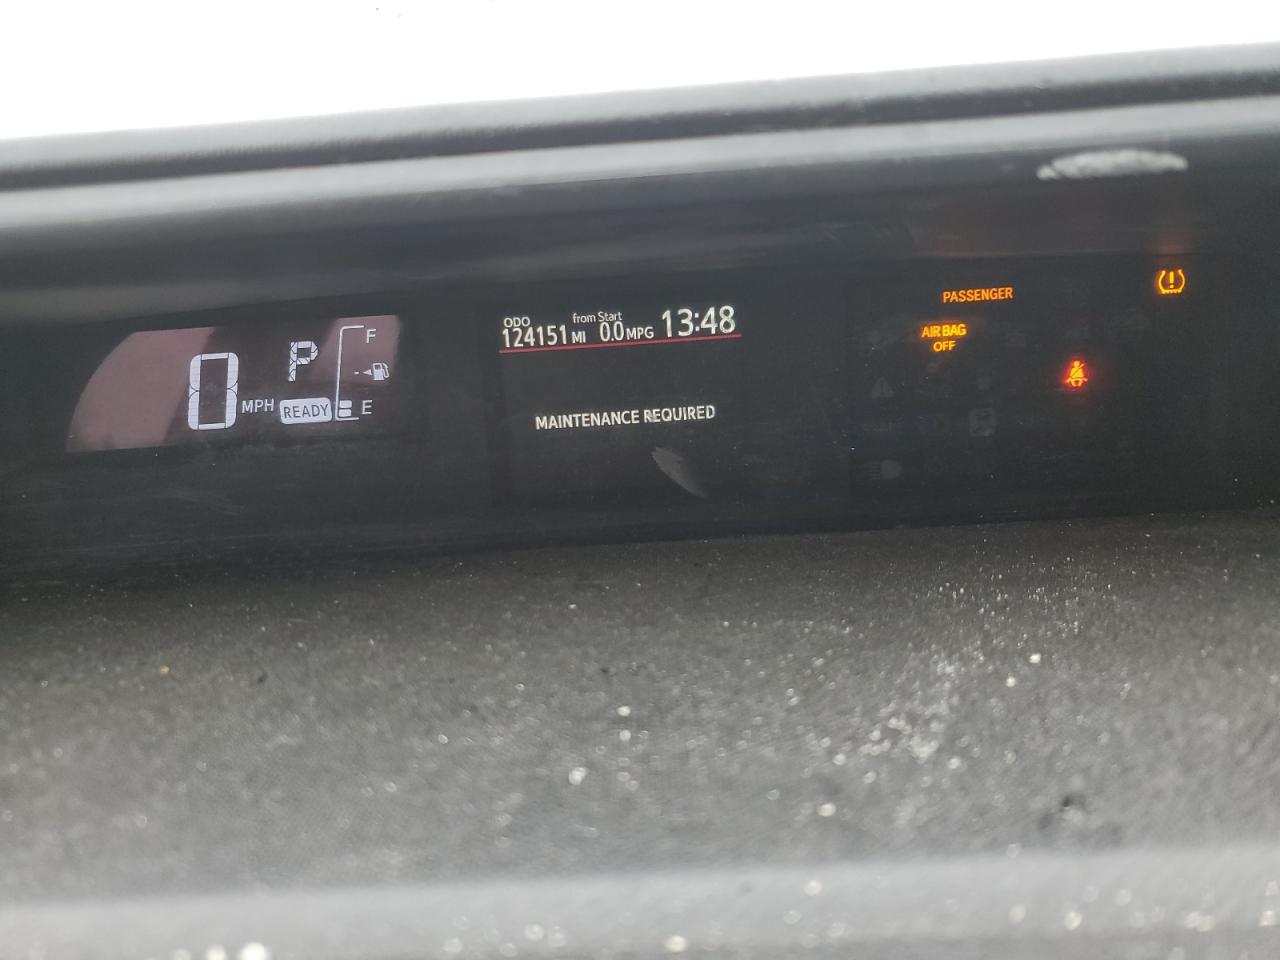 ODO from Start
124151 MI 0.0 MPG 13:48
PASSENGER
AIR BAG
OFF
P
F
0 MPH
READY
E
MAINTENANCE REQUIRED